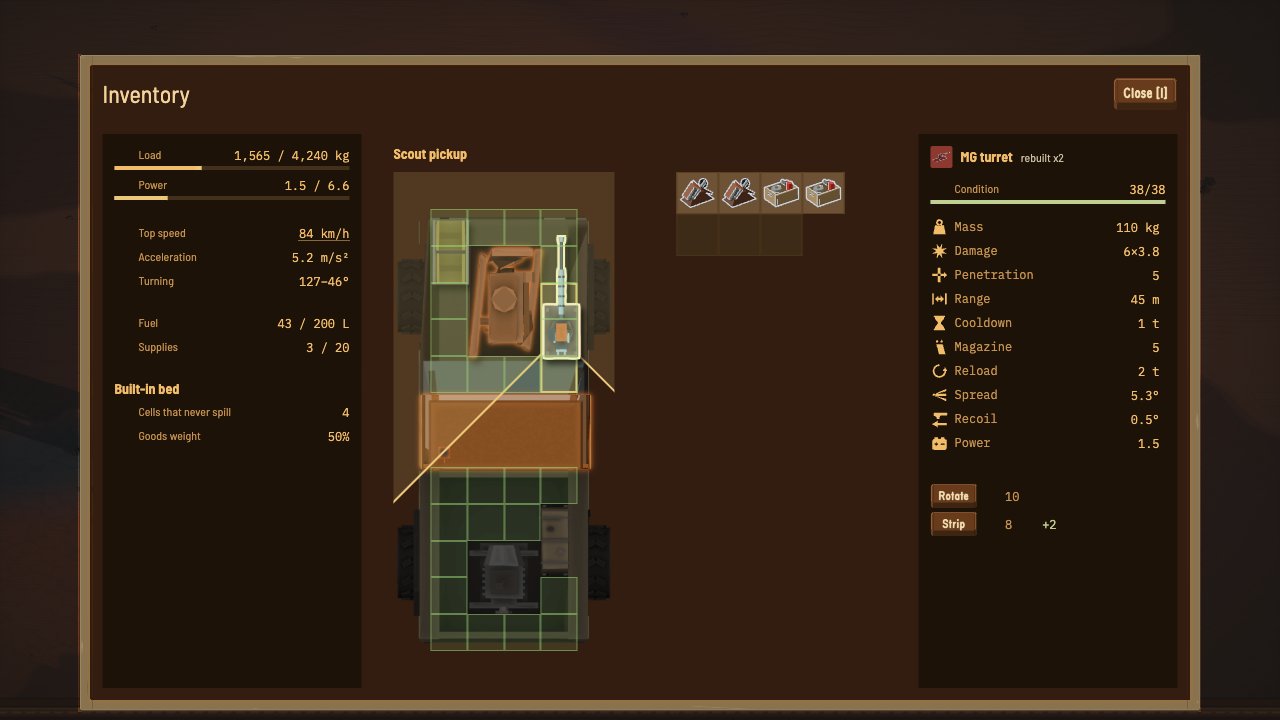 Inventory
Close [I]
Load 1,565 / 4,240 kg
Power 1.5 / 6.6
Top speed 84 km/h
Acceleration 5.2 m/s²
Turning 127–46°
Fuel 43 / 200 L
Supplies 3 / 20
Built-in bed
Cells that never spill 4
Goods weight 50%
Scout pickup
MG turret rebuilt x2
Condition 38/38
Mass 110 kg
Damage 6×3.8
Penetration 5
Range 45 m
Cooldown 1 t
Magazine 5
Reload 2 t
Spread 5.3°
Recoil 0.5°
Power 1.5
Rotate 10
Strip 8 +2